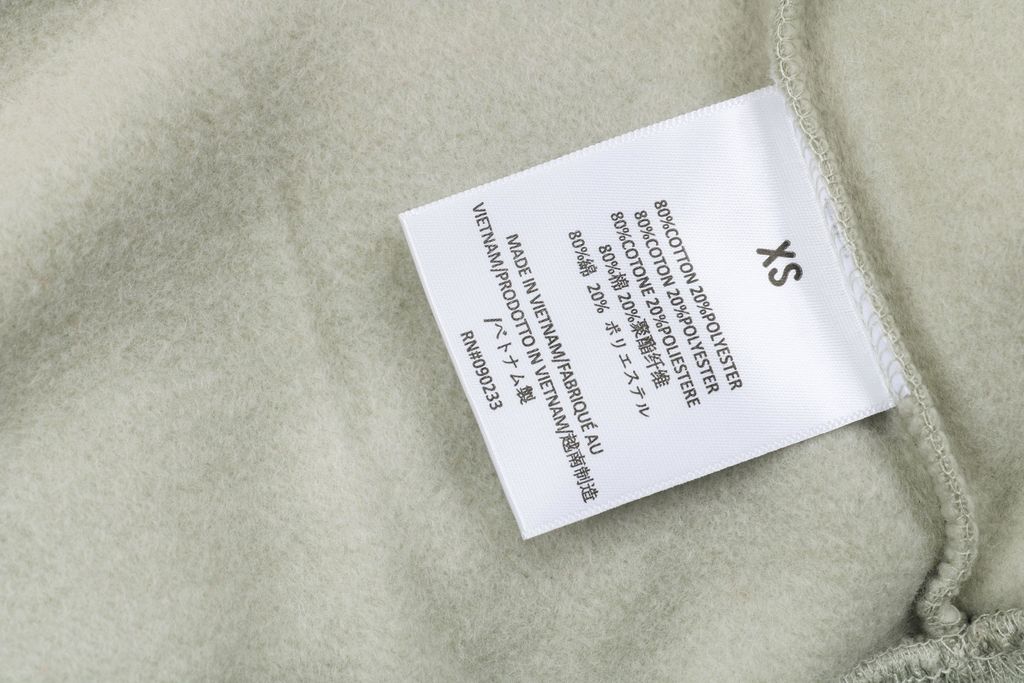 XS
80%COTTON 20%POLYESTER
80%COTON 20%POLYESTER
80%COTONE 20%POLIESTERE
80%棉 20%聚酯纤维
80%綿 20% ポリエステル
MADE IN VIETNAM/FABRIQUÉ AU
VIETNAM/PRODOTTO IN VIETNAM/越南制造
/ベトナム製
RN#090233